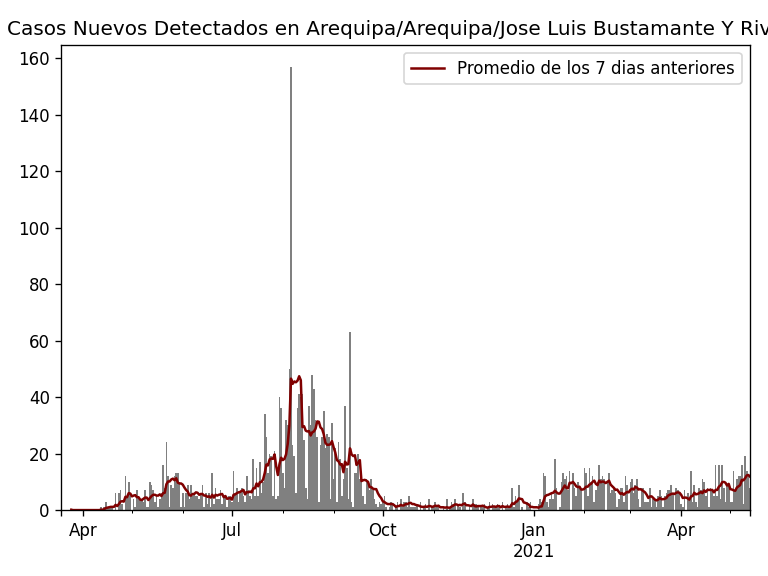 Casos Nuevos Detectados en Arequipa/Arequipa/Jose Luis Bustamante Y Riv
Promedio de los 7 dias anteriores
160
140
120
100
80
60
40
20
0
Apr
Jul
Oct
Jan
2021
Apr